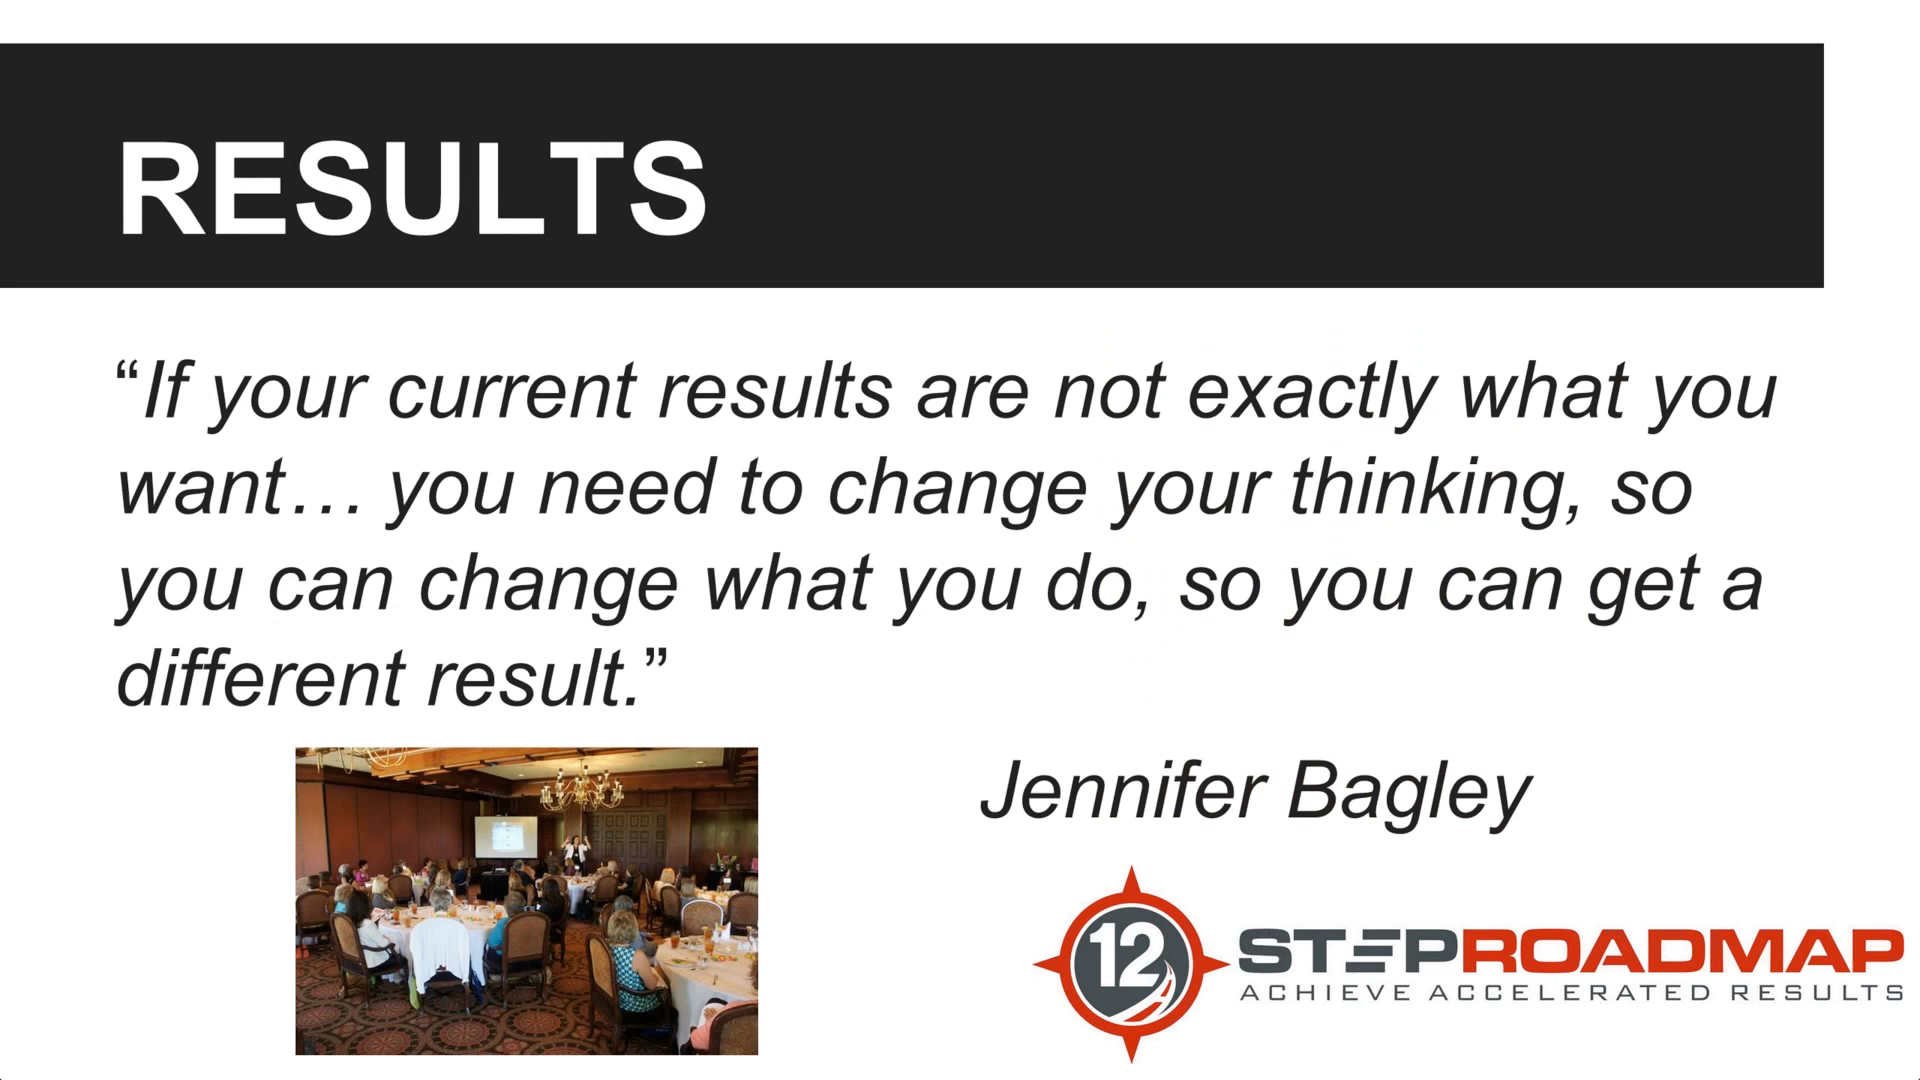 RESULTS
“If your current results are not exactly what you
want… you need to change your thinking, so
you can change what you do, so you can get a
different result.”
Jennifer Bagley
12 STEPROADMAP
ACHIEVE ACCELERATED RESULTS